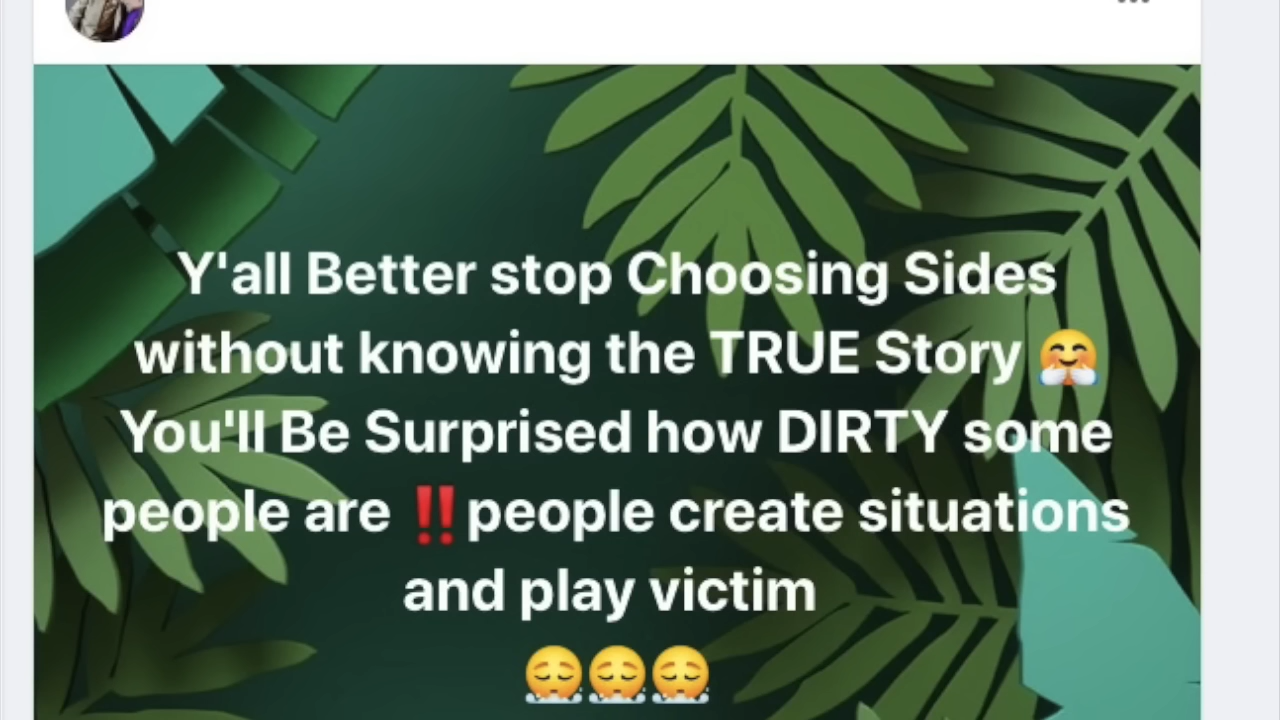 Y'all Better stop Choosing Sides
without knowing the TRUE Story 🤗
You'll Be Surprised how DIRTY some
people are ‼️people create situations
and play victim
😮‍💨😮‍💨😮‍💨